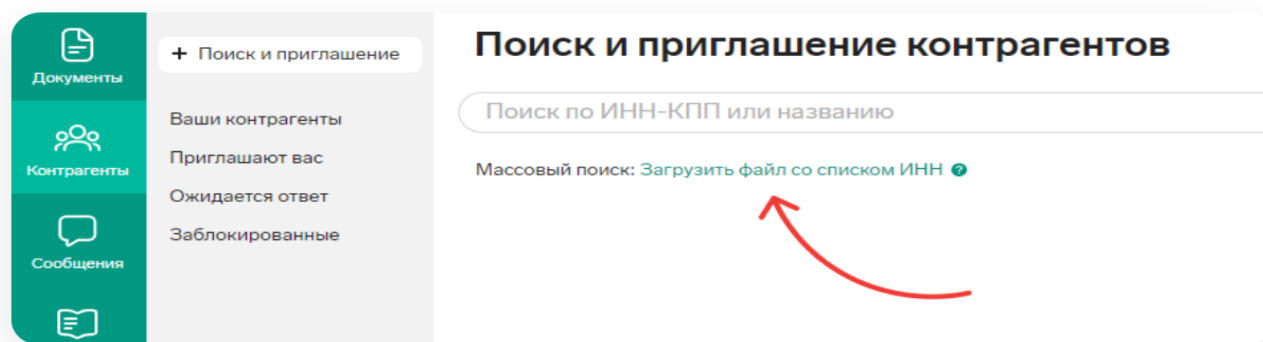 Документы
Контрагенты
Сообщения
+ Поиск и приглашение
Ваши контрагенты
Приглашают вас
Ожидается ответ
Заблокированные
Поиск и приглашение контрагентов
Поиск по ИНН-КПП или названию
Массовый поиск: Загрузить файл со списком ИНН ?